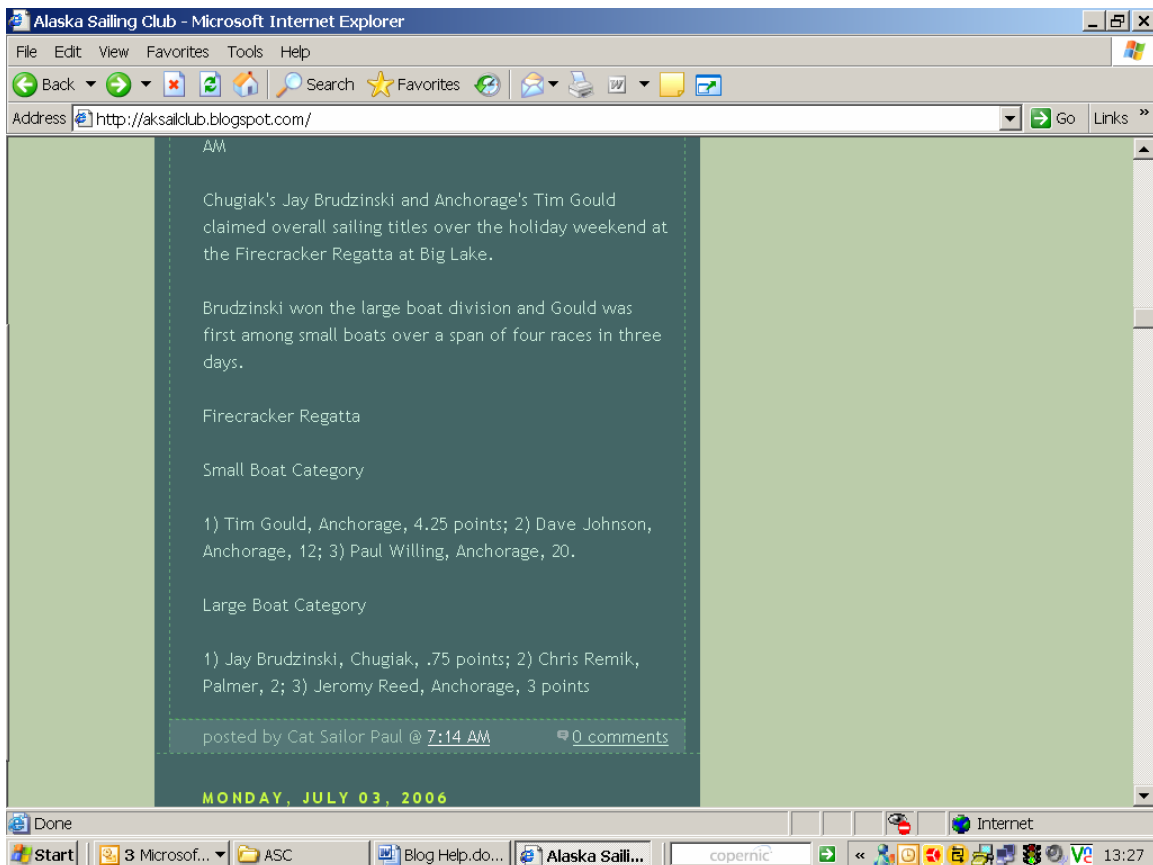 Alaska Sailing Club - Microsoft Internet Explorer
File Edit View Favorites Tools Help
Back Search Favorites
Address http://aksailclub.blogspot.com/ Go Links »
AM
Chugiak's Jay Brudzinski and Anchorage's Tim Gould
claimed overall sailing titles over the holiday weekend at
the Firecracker Regatta at Big Lake.
Brudzinski won the large boat division and Gould was
first among small boats over a span of four races in three
days.
Firecracker Regatta
Small Boat Category
1) Tim Gould, Anchorage, 4.25 points; 2) Dave Johnson,
Anchorage, 12; 3) Paul Willing, Anchorage, 20.
Large Boat Category
1) Jay Brudzinski, Chugiak, .75 points; 2) Chris Remik,
Palmer, 2; 3) Jeromy Reed, Anchorage, 3 points
posted by Cat Sailor Paul @ 7:14 AM 0 comments
MONDAY, JULY 03, 2006
Done Internet
Start 3 Microsof... ASC Blog Help.do... Alaska Saili... copernic « 13:27